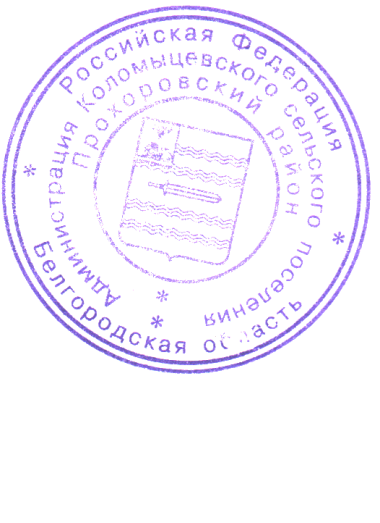 Российская Федерация
Белгородская область
Администрация Коломыцевского сельского поселения
Прохоровский район